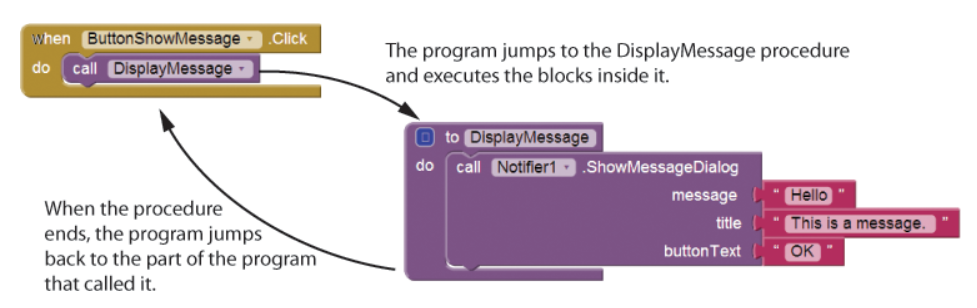 when ButtonShowMessage .Click
do call DisplayMessage
The program jumps to the DisplayMessage procedure
and executes the blocks inside it.
to DisplayMessage
do call Notifier1 .ShowMessageDialog
message " Hello "
title " This is a message. "
buttonText " OK "
When the procedure
ends, the program jumps
back to the part of the program
that called it.